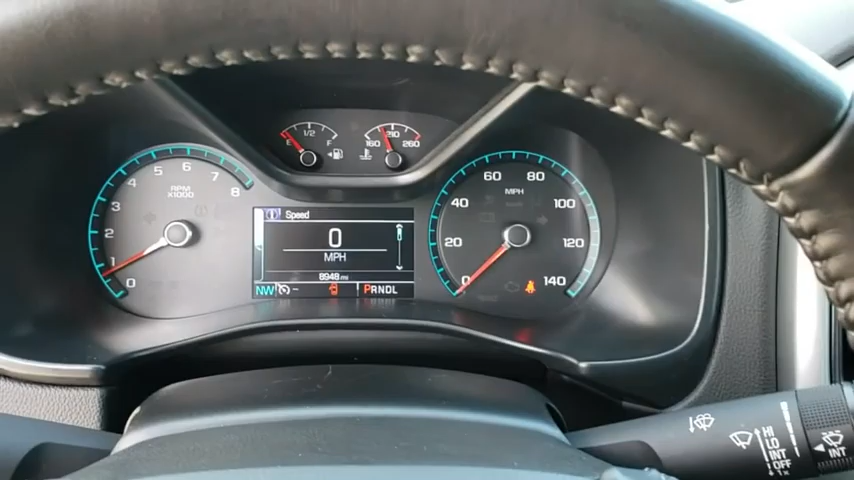 E 1/2 F
160 210 260
0 1 2 3 4 5 6 7 8
RPM
X1000
Speed
0
MPH
8948 mi
NW
PRNDL
0 20 40 60 80 100 120 140
MPH
HI
LO
INT
OFF
1x
INT